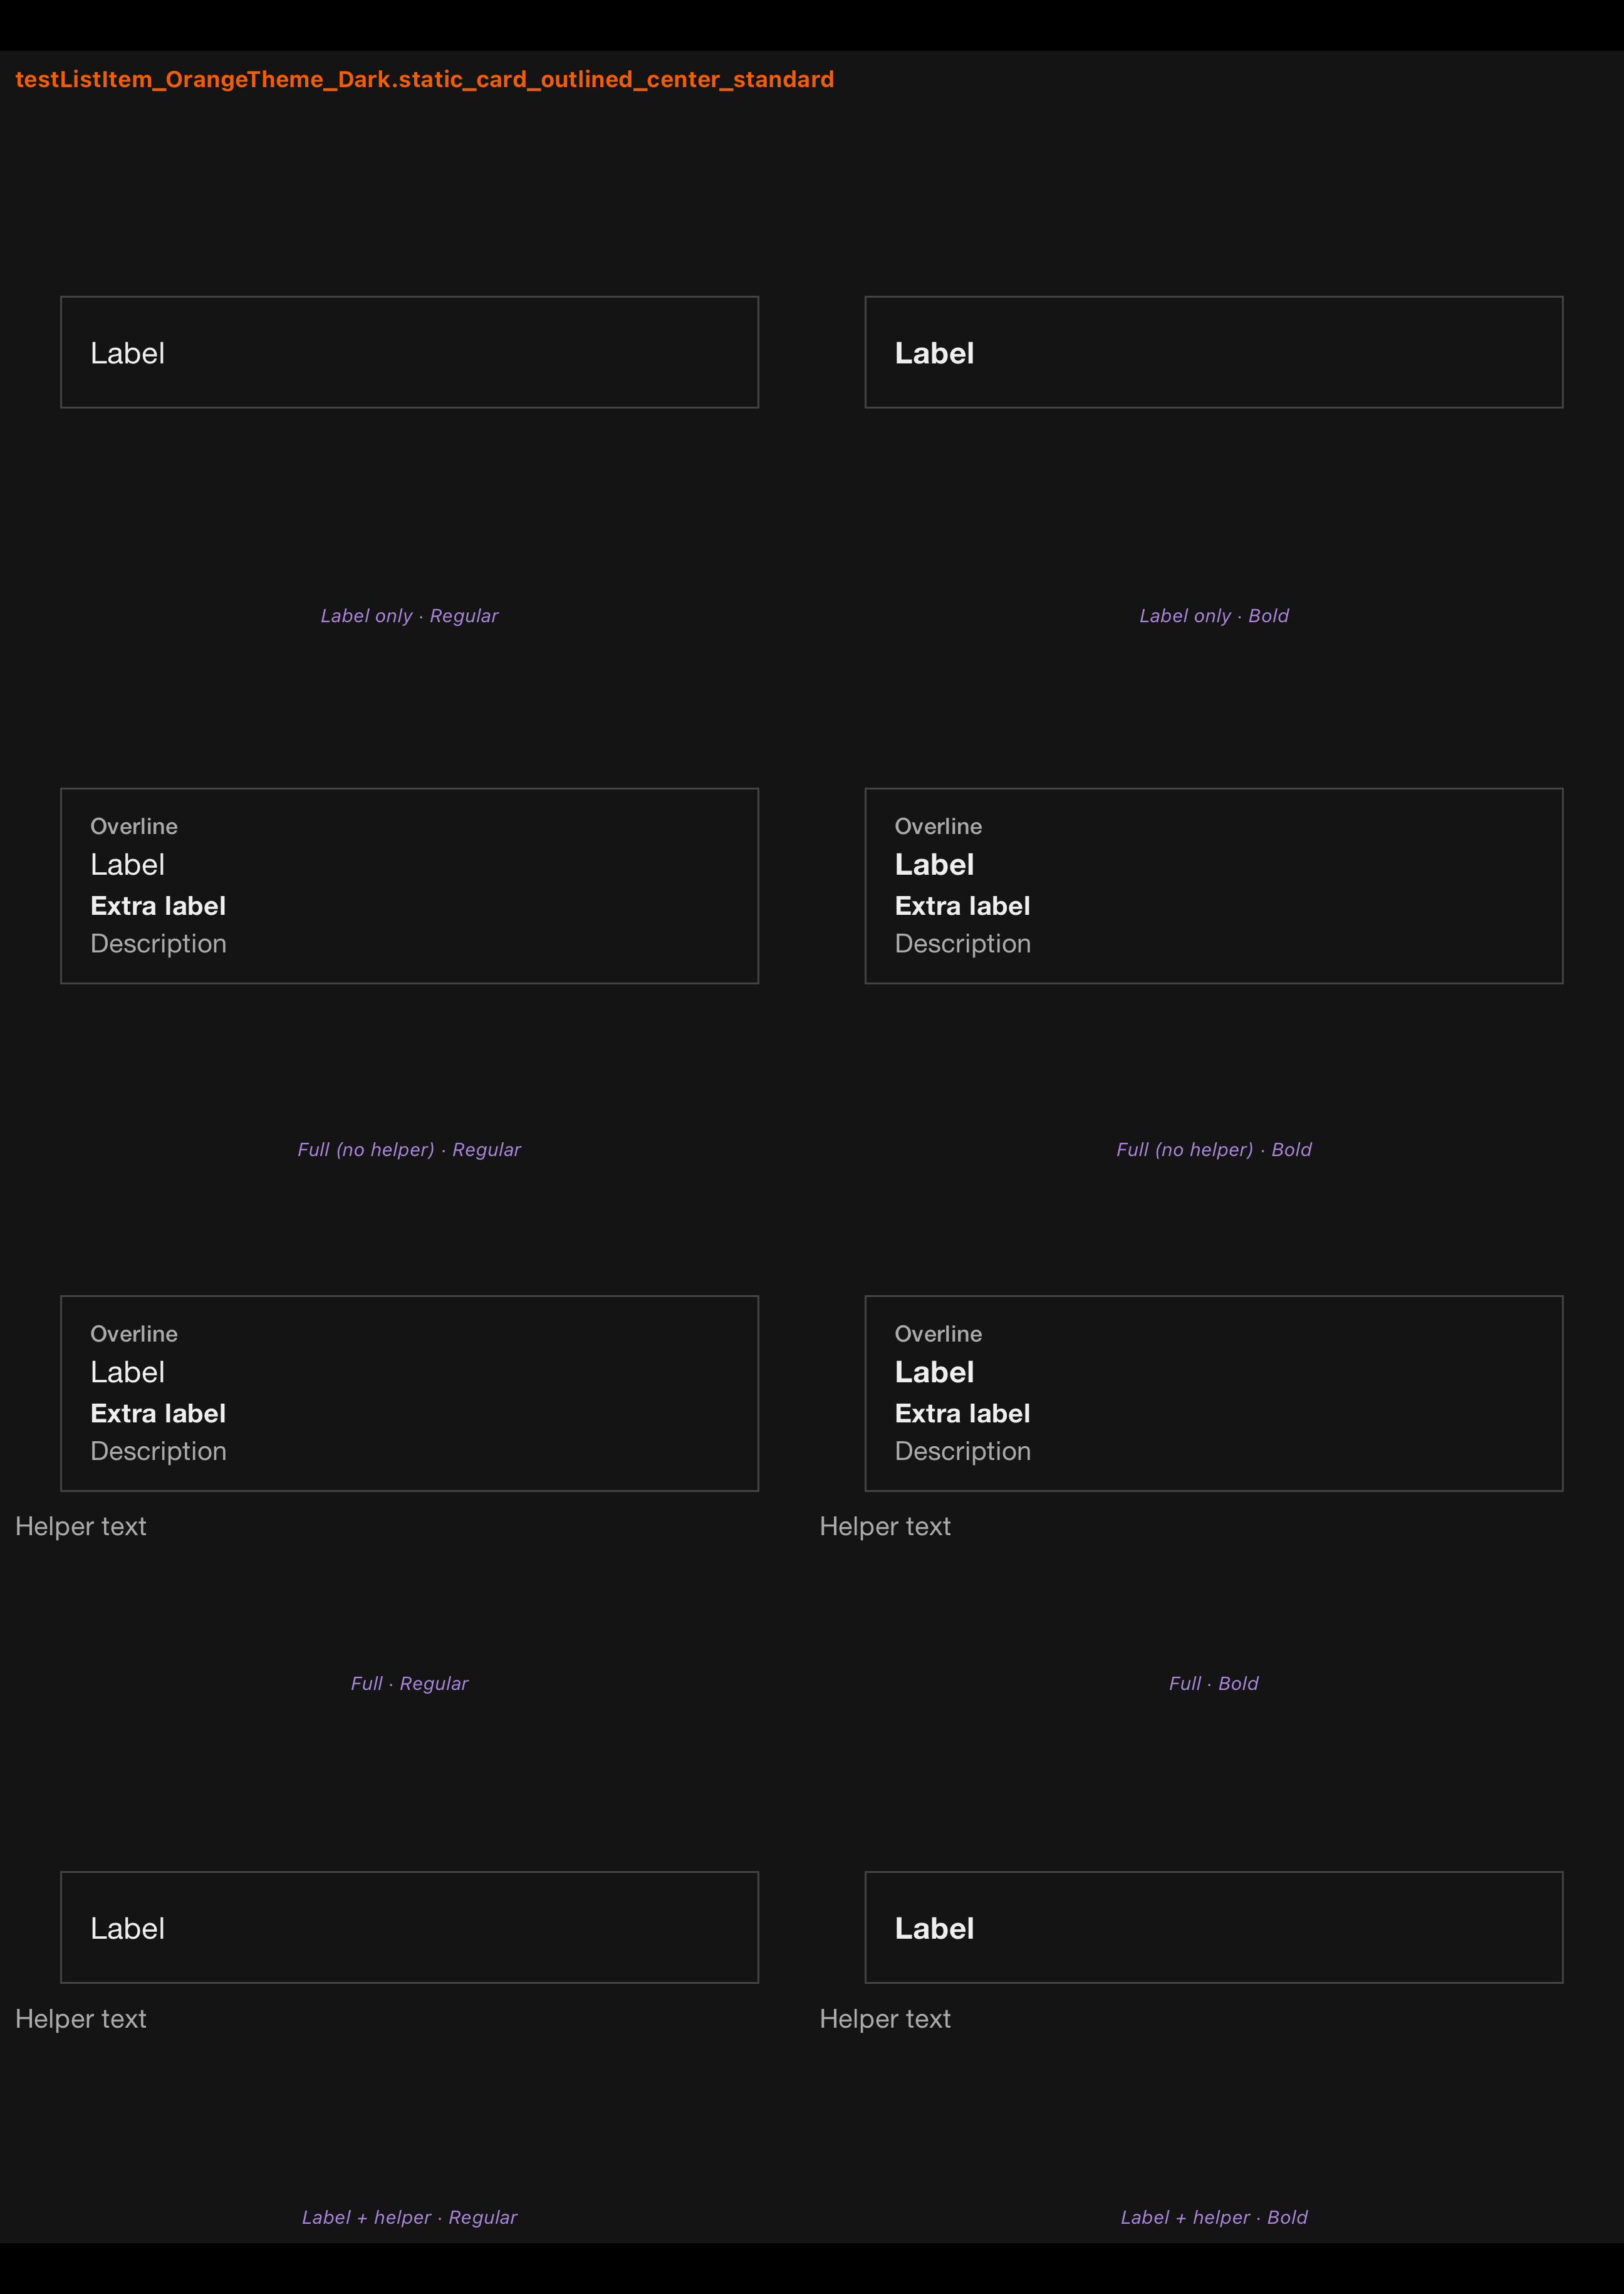 testListItem_OrangeTheme_Dark.static_card_outlined_center_standard
Label
Label
Label only · Regular
Label only · Bold
Overline
Label
Extra label
Description
Overline
Label
Extra label
Description
Full (no helper) · Regular
Full (no helper) · Bold
Overline
Label
Extra label
Description
Helper text
Overline
Label
Extra label
Description
Helper text
Full · Regular
Full · Bold
Label
Helper text
Label
Helper text
Label + helper · Regular
Label + helper · Bold